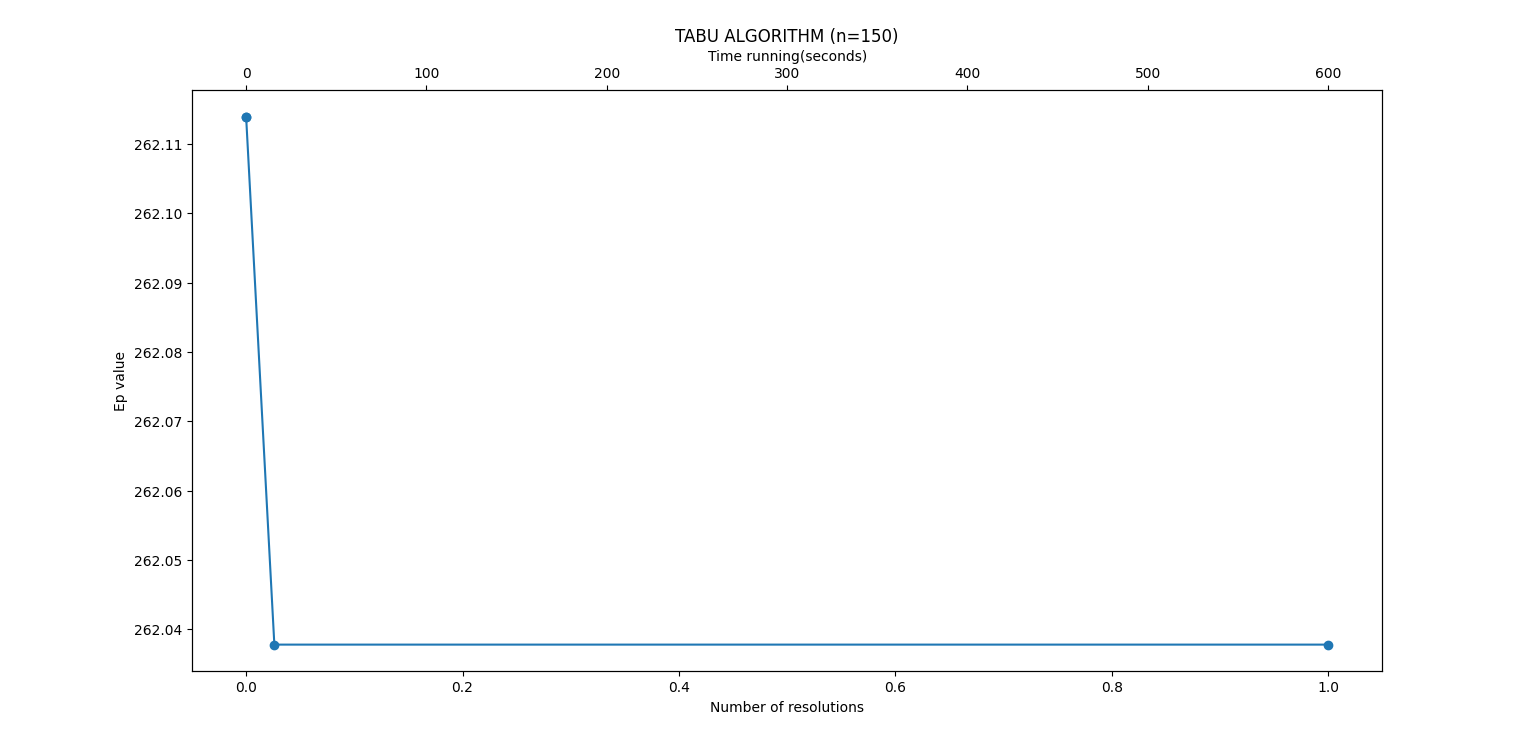 TABU ALGORITHM (n=150)
Time running(seconds)
0 100 200 300 400 500 600
262.11
262.10
262.09
262.08
262.07
262.06
262.05
262.04
Ep value
0.0 0.2 0.4 0.6 0.8 1.0
Number of resolutions